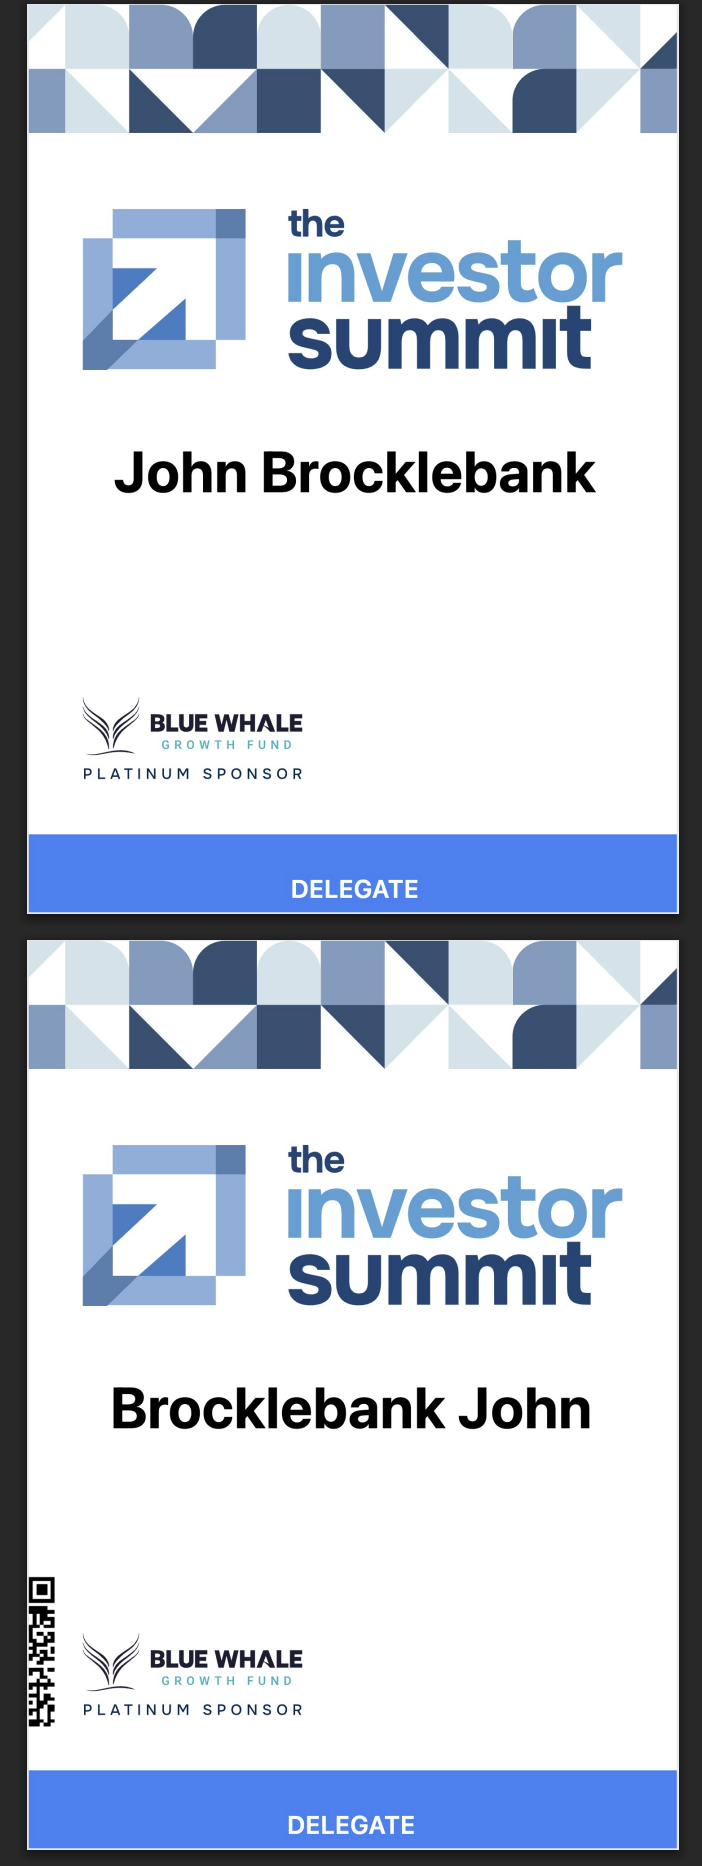 the
investor
summit
John Brocklebank
BLUE WHALE
GROWTH FUND
PLATINUM SPONSOR
DELEGATE
the
investor
summit
Brocklebank John
BLUE WHALE
GROWTH FUND
PLATINUM SPONSOR
DELEGATE